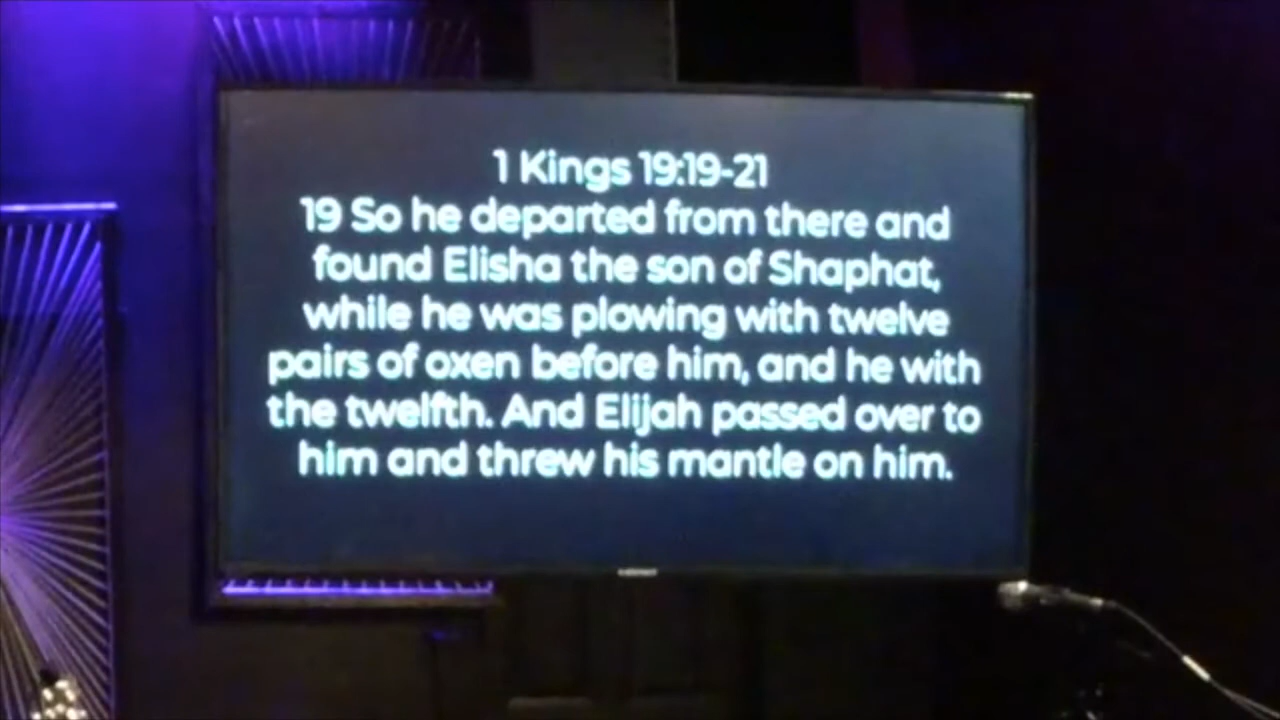 1 Kings 19:19-21
19 So he departed from there and
found Elisha the son of Shaphat,
while he was plowing with twelve
pairs of oxen before him, and he with
the twelfth. And Elijah passed over to
him and threw his mantle on him.